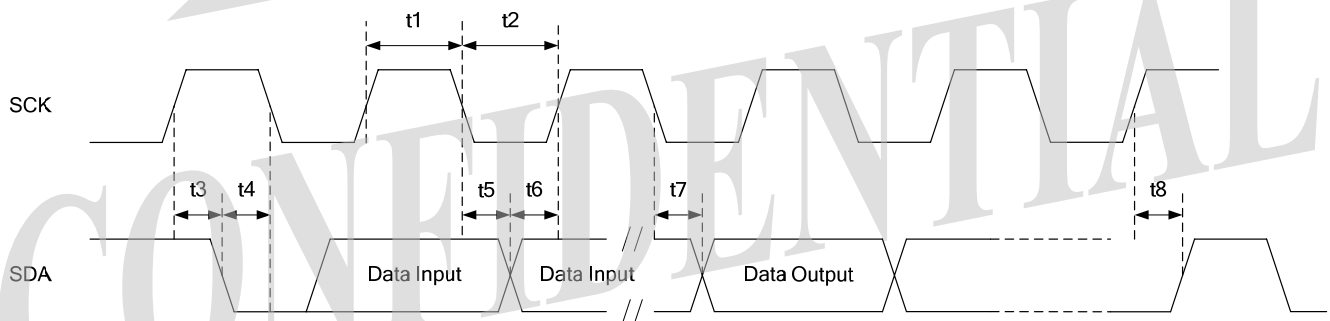 t1 t2
SCK
t3 t4 t5 t6 t7 t8
SDA Data Input Data Input Data Output
CONFIDENTIAL